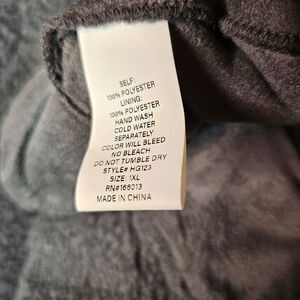 SELF:
100% POLYESTER
LINING:
100% POLYESTER
HAND WASH
COLD WATER
SEPARATELY
COLOR WILL BLEED
NO BLEACH
DO NOT TUMBLE DRY
STYLE# HG123
SIZE: 1XL
RN#168013
MADE IN CHINA